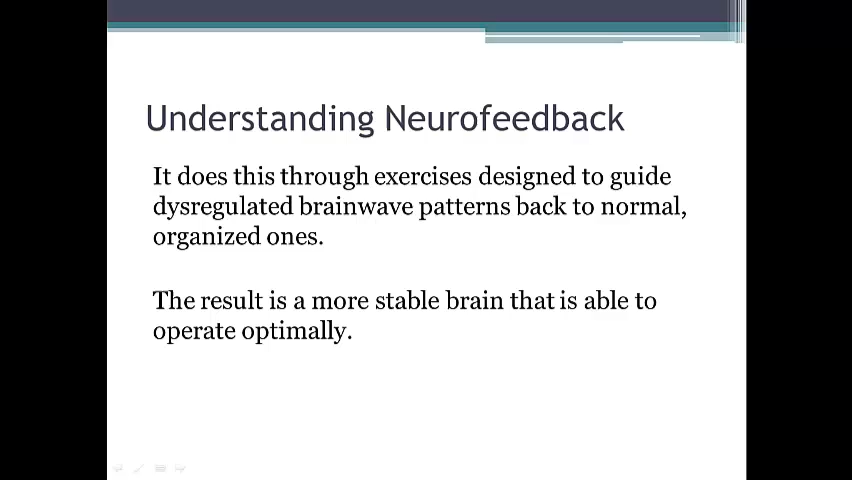 Understanding Neurofeedback
It does this through exercises designed to guide
dysregulated brainwave patterns back to normal,
organized ones.
The result is a more stable brain that is able to
operate optimally.